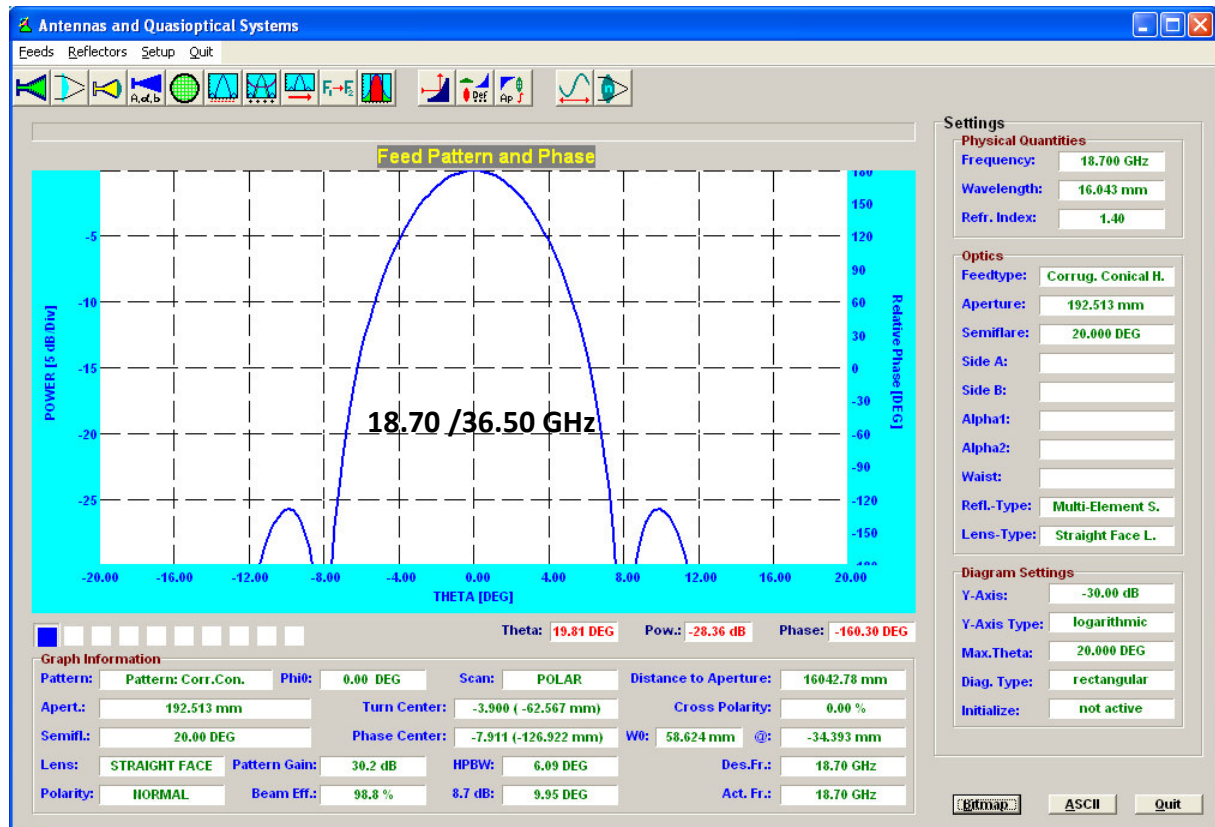 Antennas and Quasioptical Systems
Feeds Reflectors Setup Quit
A,α,b F₁→F₂ Def Ap ∫ n
Feed Pattern and Phase
-5
-10
-15
-20
-25
POWER [5 dB/Div]
180
150
120
90
60
30
0
-30
-60
-90
-120
-150
-180
Relative Phase [DEG]
18.70 /36.50 GHz
-20.00 -16.00 -12.00 -8.00 -4.00 0.00 4.00 8.00 12.00 16.00 20.00
THETA [DEG]
Theta: 19.81 DEG Pow.: -28.36 dB Phase: -160.30 DEG
Graph Information
Pattern: Pattern: Corr.Con. Phi0: 0.00 DEG Scan: POLAR Distance to Aperture: 16042.78 mm
Apert.: 192.513 mm Turn Center: -3.900 ( -62.567 mm) Cross Polarity: 0.00 %
Semifl.: 20.00 DEG Phase Center: -7.911 (-126.922 mm) W0: 58.624 mm @: -34.393 mm
Lens: STRAIGHT FACE Pattern Gain: 30.2 dB HPBW: 6.09 DEG Des.Fr.: 18.70 GHz
Polarity: NORMAL Beam Eff.: 98.8 % 8.7 dB: 9.95 DEG Act. Fr.: 18.70 GHz
Settings
Physical Quantities
Frequency: 18.700 GHz
Wavelength: 16.043 mm
Refr. Index: 1.40
Optics
Feedtype: Corrug. Conical H.
Aperture: 192.513 mm
Semiflare: 20.000 DEG
Side A:
Side B:
Alpha1:
Alpha2:
Waist:
Refl.-Type: Multi-Element S.
Lens-Type: Straight Face L.
Diagram Settings
Y-Axis: -30.00 dB
Y-Axis Type: logarithmic
Max.Theta: 20.000 DEG
Diag. Type: rectangular
Initialize: not active
Bitmap ASCII Quit